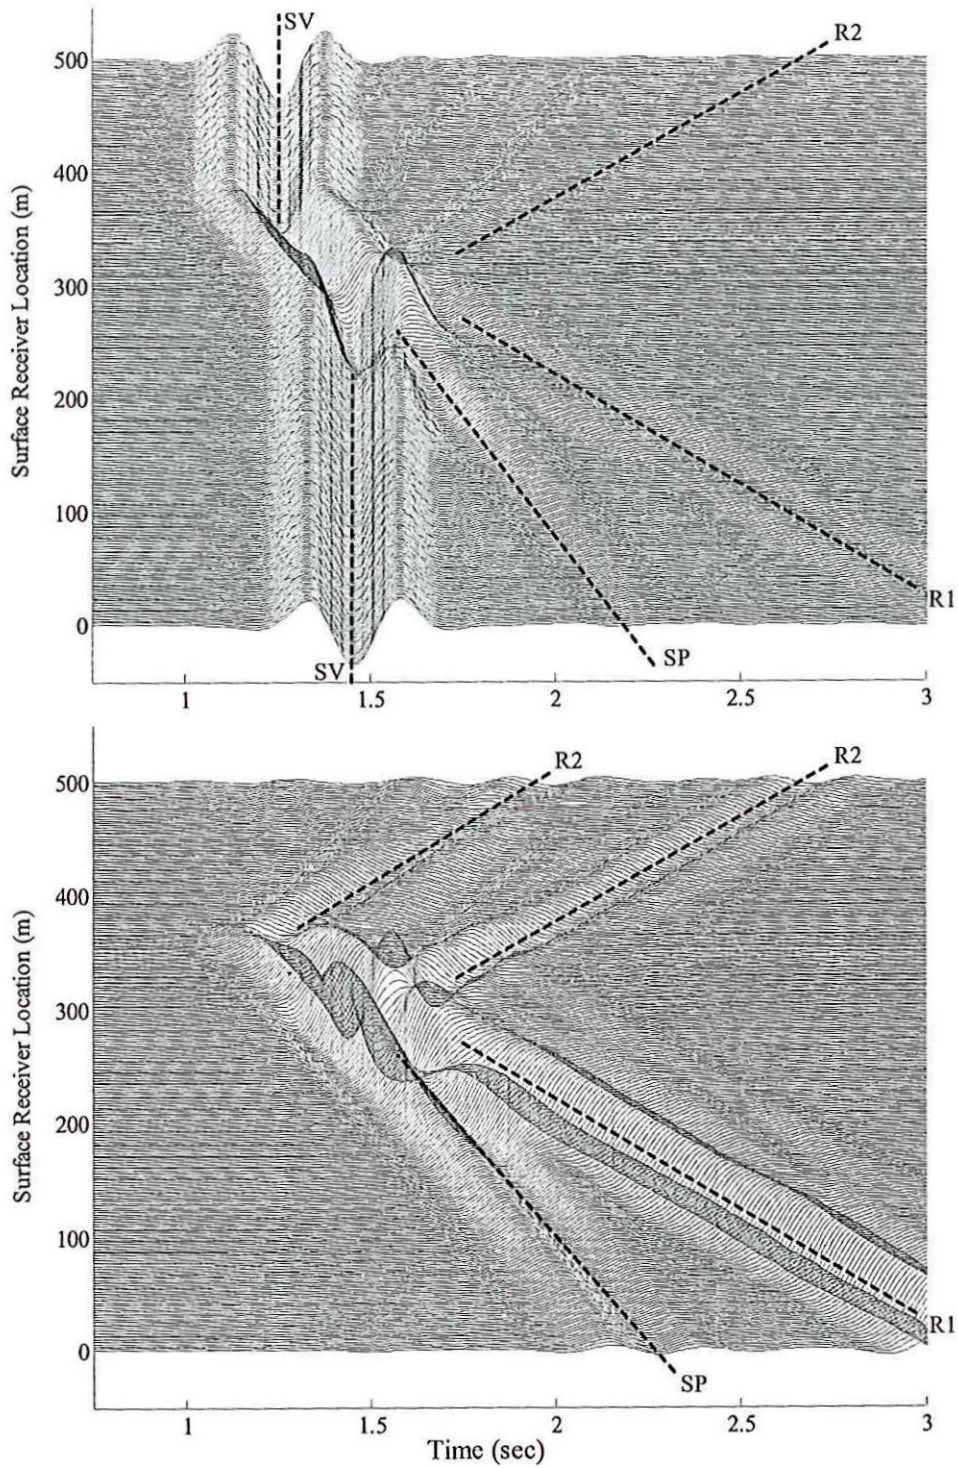 SV
R2
500
400
300
200
100
0
Surface Receiver Location (m)
R1
SP
SV
1 1.5 2 2.5 3
R2
R2
500
400
300
200
100
0
Surface Receiver Location (m)
R1
SP
1 1.5 2 2.5 3
Time (sec)